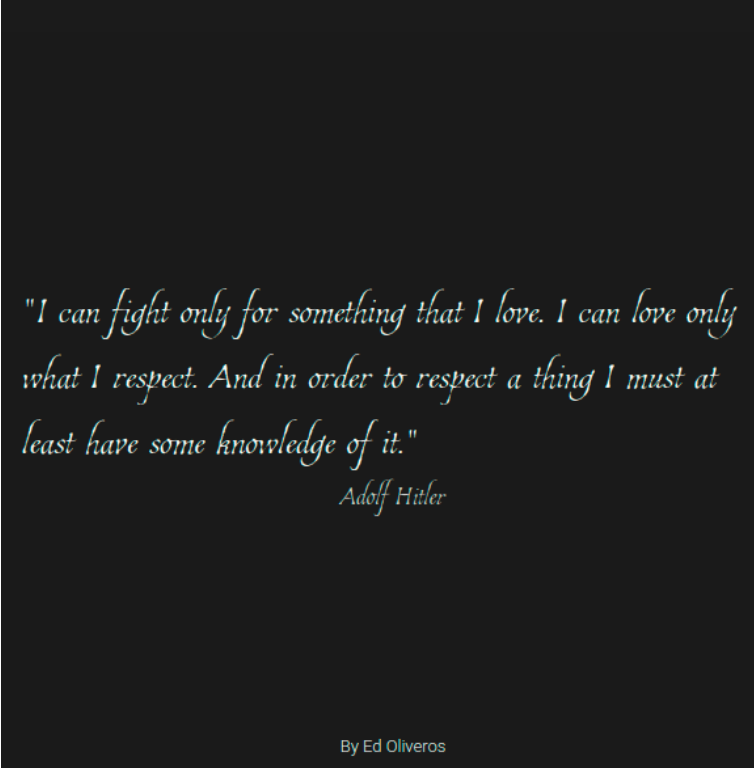 "I can fight only for something that I love. I can love only
what I respect. And in order to respect a thing I must at
least have some knowledge of it."
Adolf Hitler
By Ed Oliveros